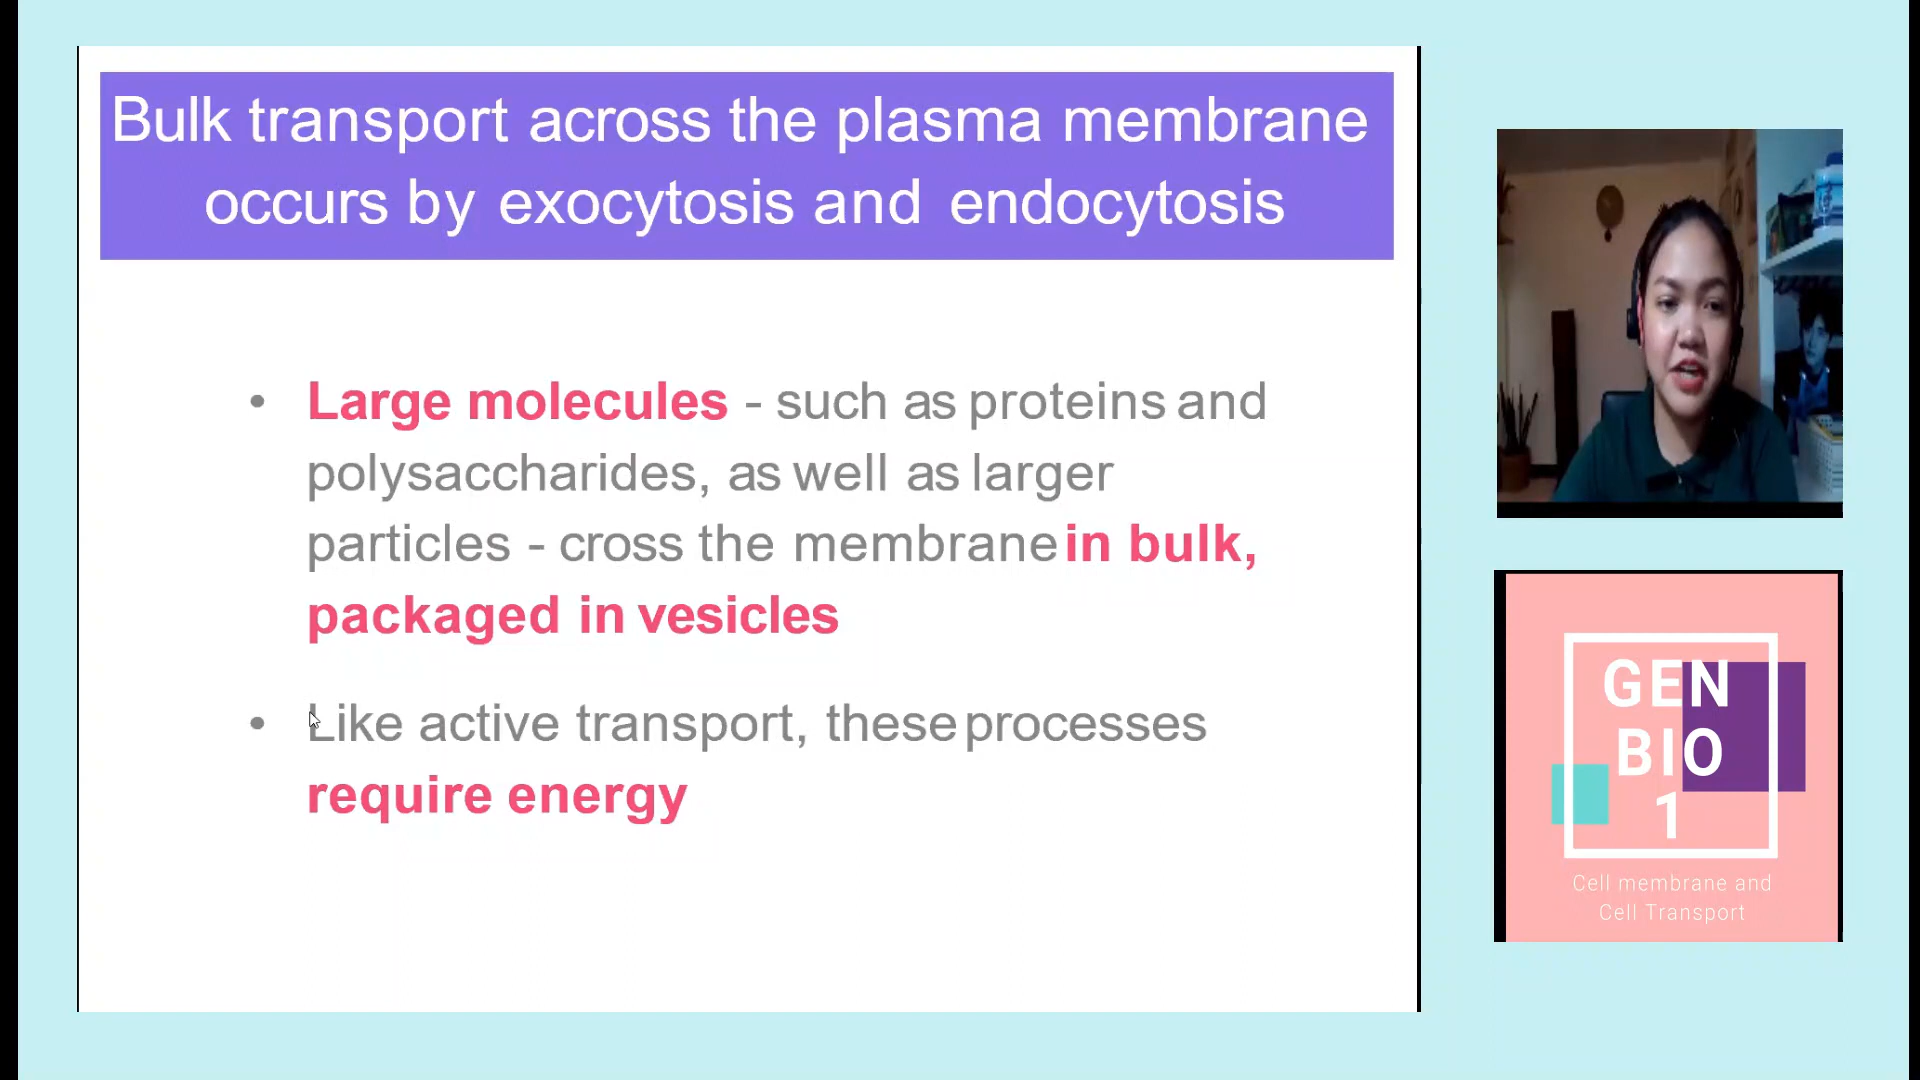 Bulk transport across the plasma membrane
occurs by exocytosis and endocytosis
• Large molecules - such as proteins and
polysaccharides, as well as larger
particles - cross the membrane in bulk,
packaged in vesicles
• Like active transport, these processes
require energy
GEN
BIO
1
Cell membrane and
Cell Transport